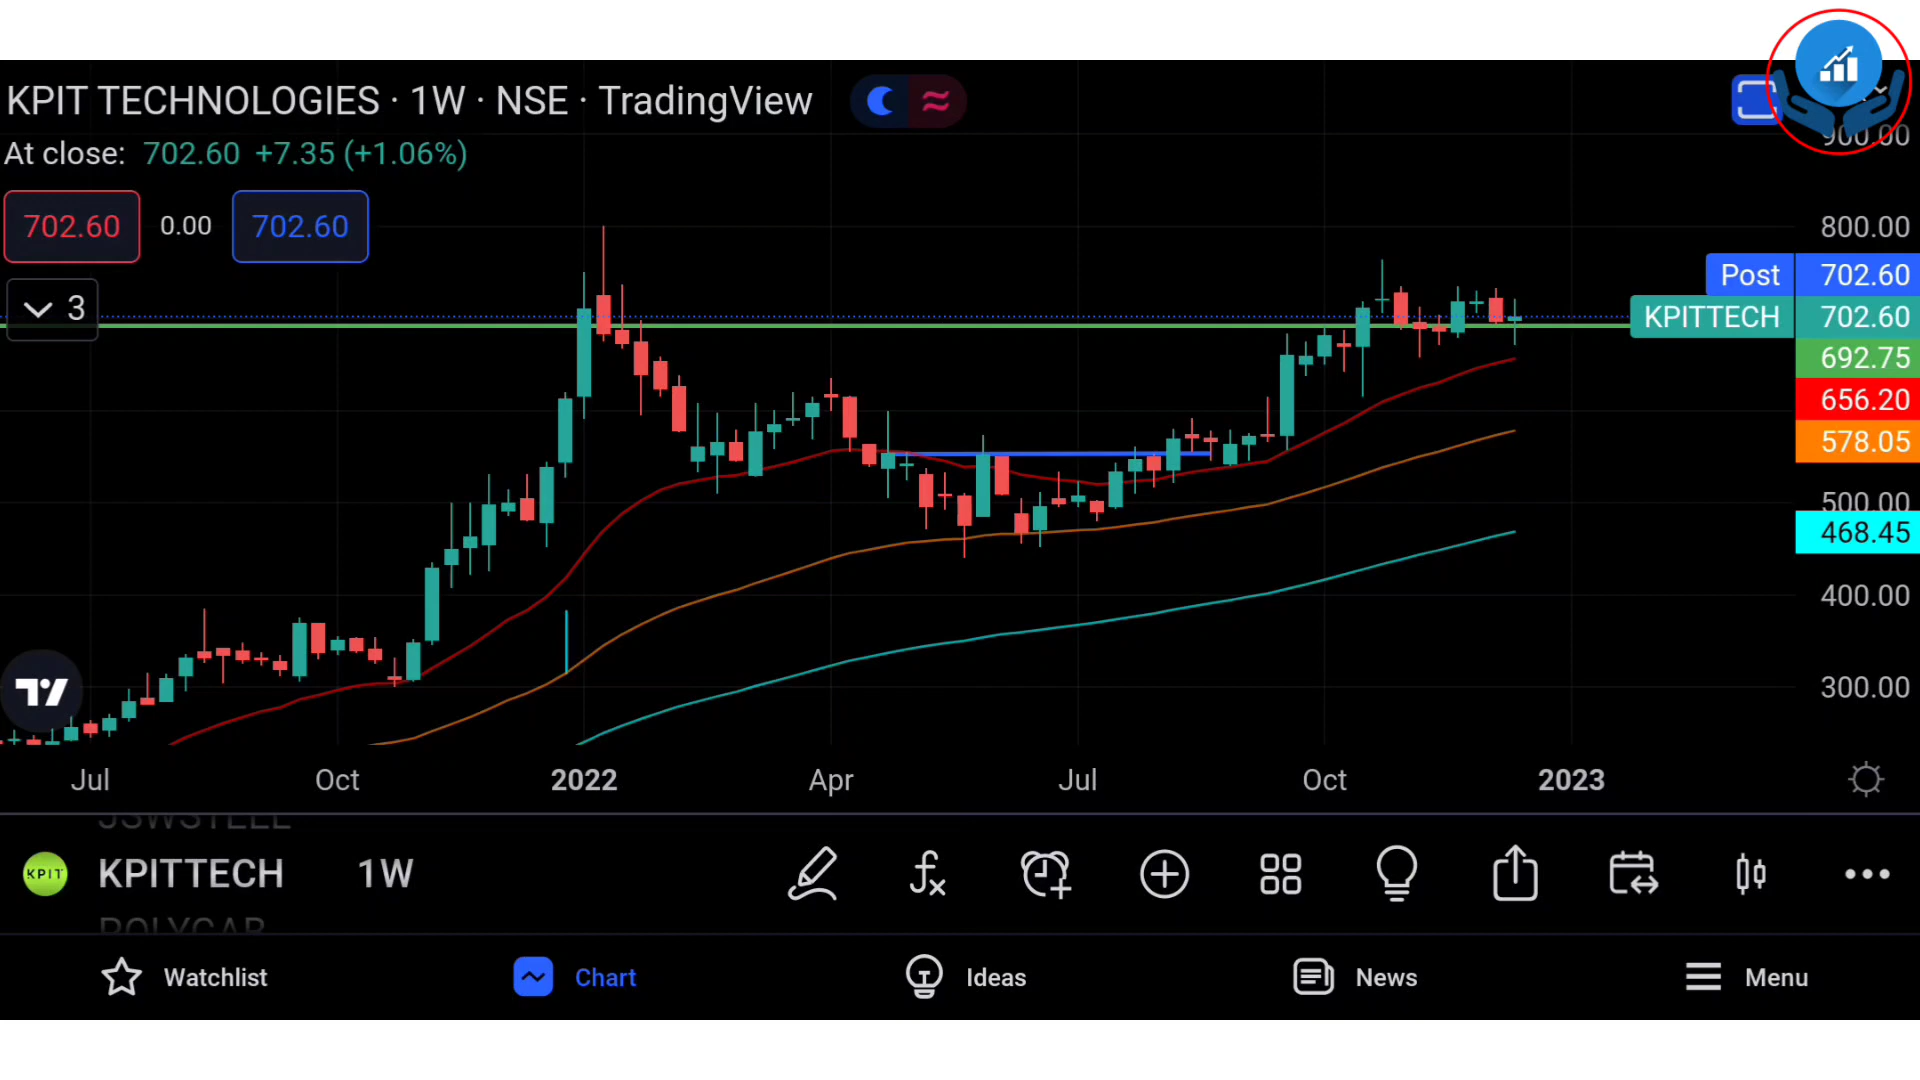 KPIT TECHNOLOGIES · 1W · NSE · TradingView
At close: 702.60 +7.35 (+1.06%)
900.00
702.60 0.00 702.60
800.00
Post 702.60
3
KPITTECH 702.60
692.75
656.20
578.05
500.00
468.45
400.00
300.00
Jul Oct 2022 Apr Jul Oct 2023
JSWSTEEL
KPIT KPITTECH 1W
POLYCAB
Watchlist Chart Ideas News Menu